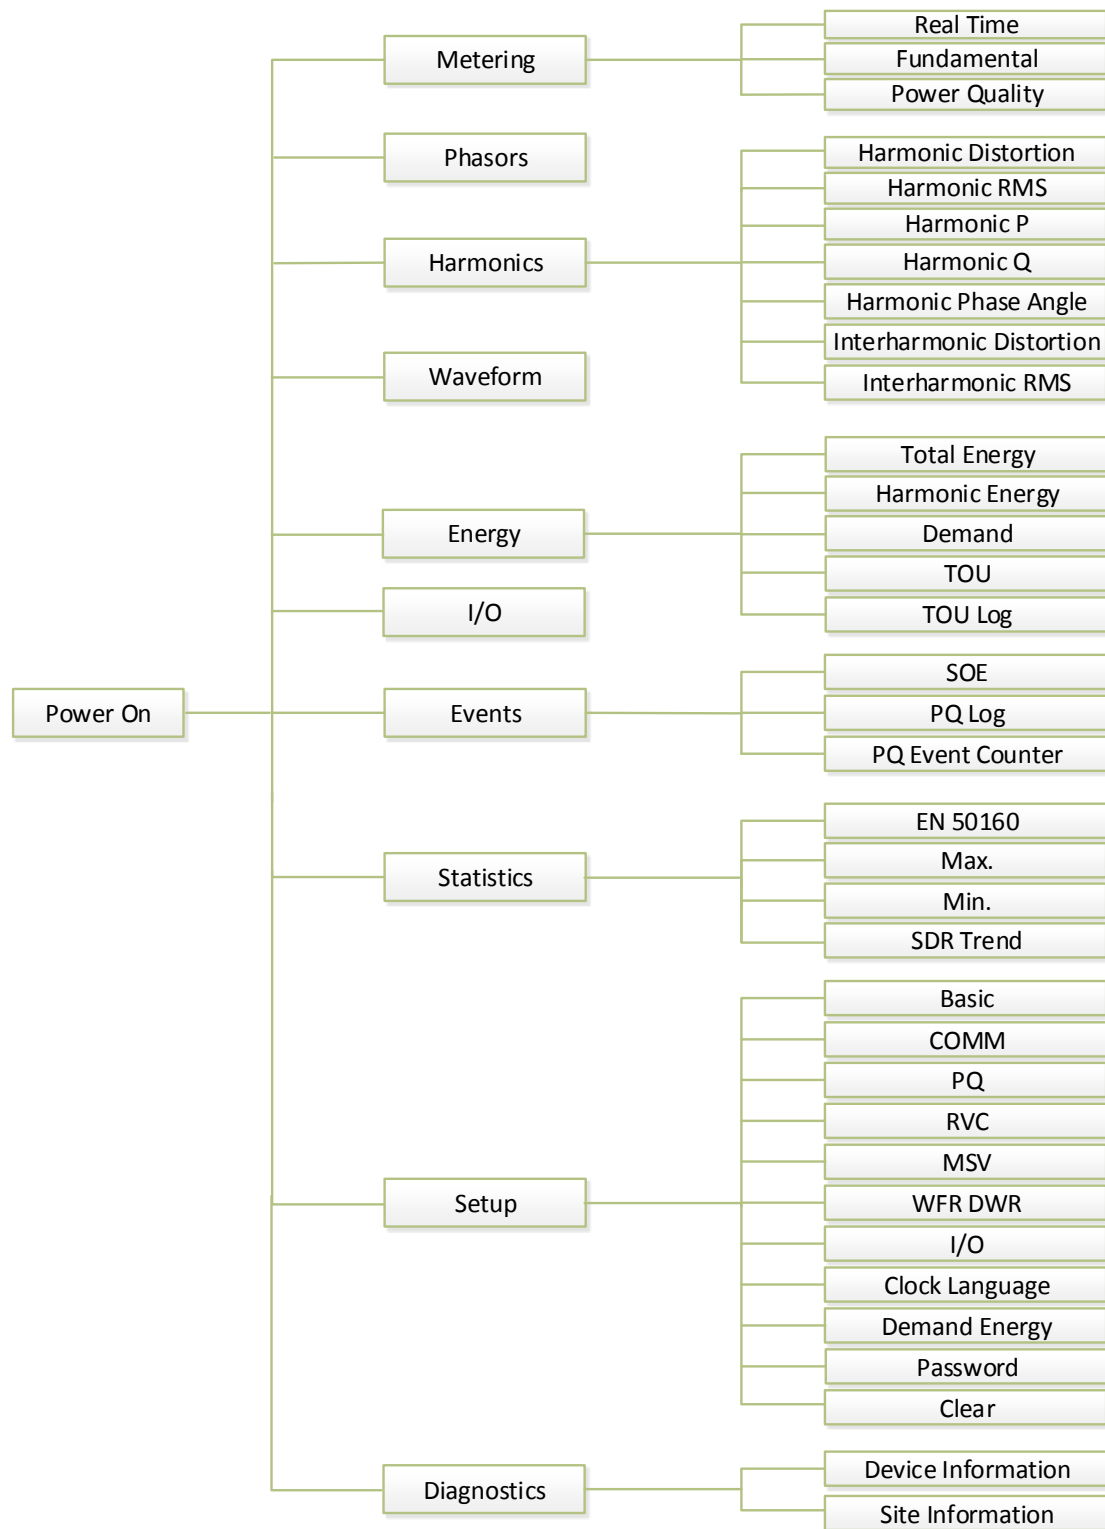 Power On
Metering
Real Time
Fundamental
Power Quality
Phasors
Harmonics
Harmonic Distortion
Harmonic RMS
Harmonic P
Harmonic Q
Harmonic Phase Angle
Interharmonic Distortion
Interharmonic RMS
Waveform
Energy
Total Energy
Harmonic Energy
Demand
TOU
TOU Log
I/O
Events
SOE
PQ Log
PQ Event Counter
Statistics
EN 50160
Max.
Min.
SDR Trend
Setup
Basic
COMM
PQ
RVC
MSV
WFR DWR
I/O
Clock Language
Demand Energy
Password
Clear
Diagnostics
Device Information
Site Information